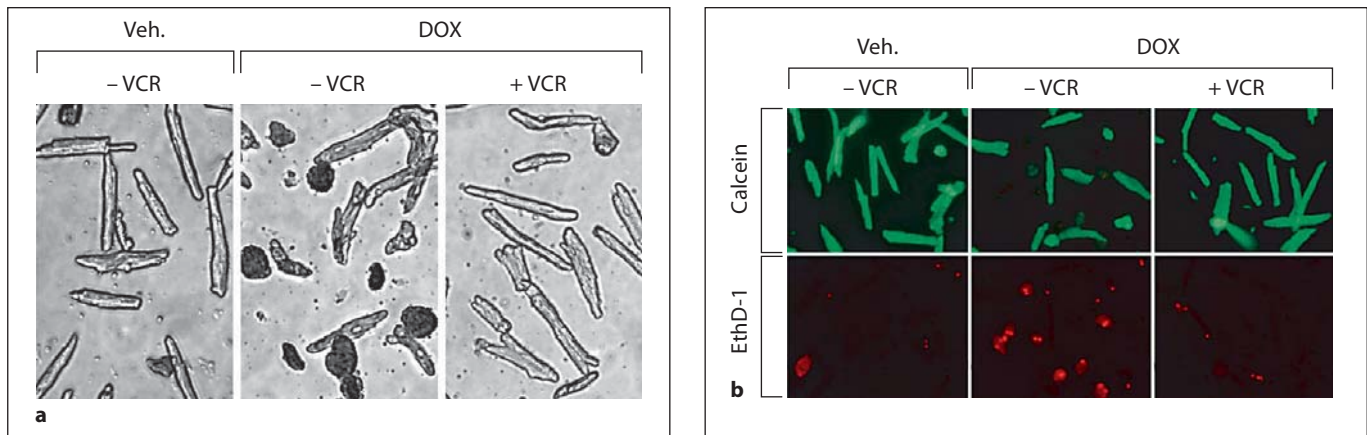 Veh.
DOX
– VCR
– VCR
+ VCR
a
Veh.
DOX
– VCR
– VCR
+ VCR
Calcein
EthD-1
b